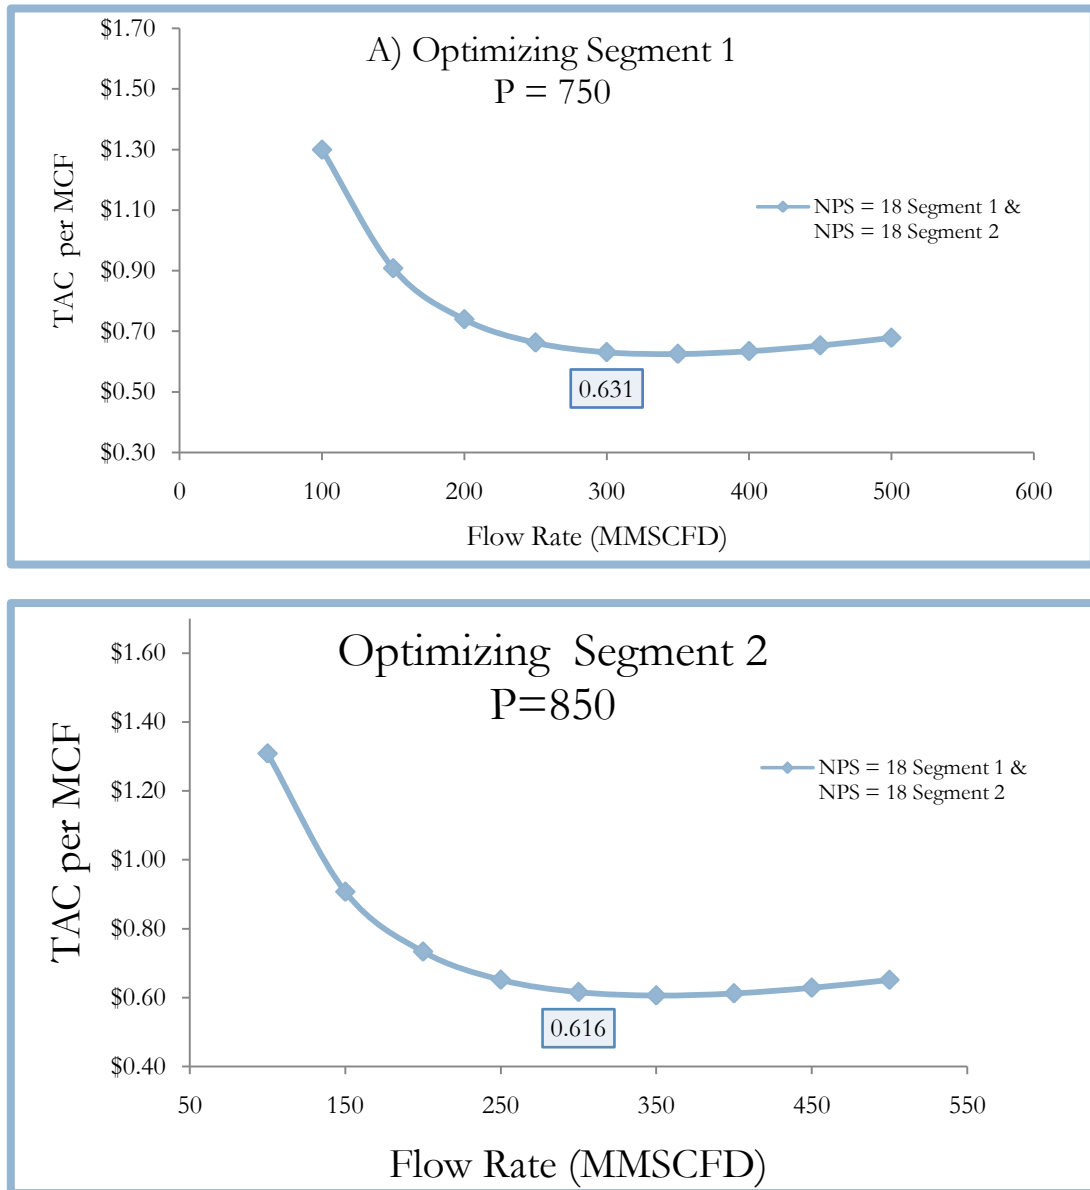 A) Optimizing Segment 1
P = 750
$1.70
$1.50
$1.30
$1.10
$0.90
$0.70
$0.50
$0.30
TAC per MCF
NPS = 18 Segment 1 &
NPS = 18 Segment 2
0.631
0 100 200 300 400 500 600
Flow Rate (MMSCFD)
Optimizing Segment 2
P=850
$1.60
$1.40
$1.20
$1.00
$0.80
$0.60
$0.40
TAC per MCF
NPS = 18 Segment 1 &
NPS = 18 Segment 2
0.616
50 150 250 350 450 550
Flow Rate (MMSCFD)